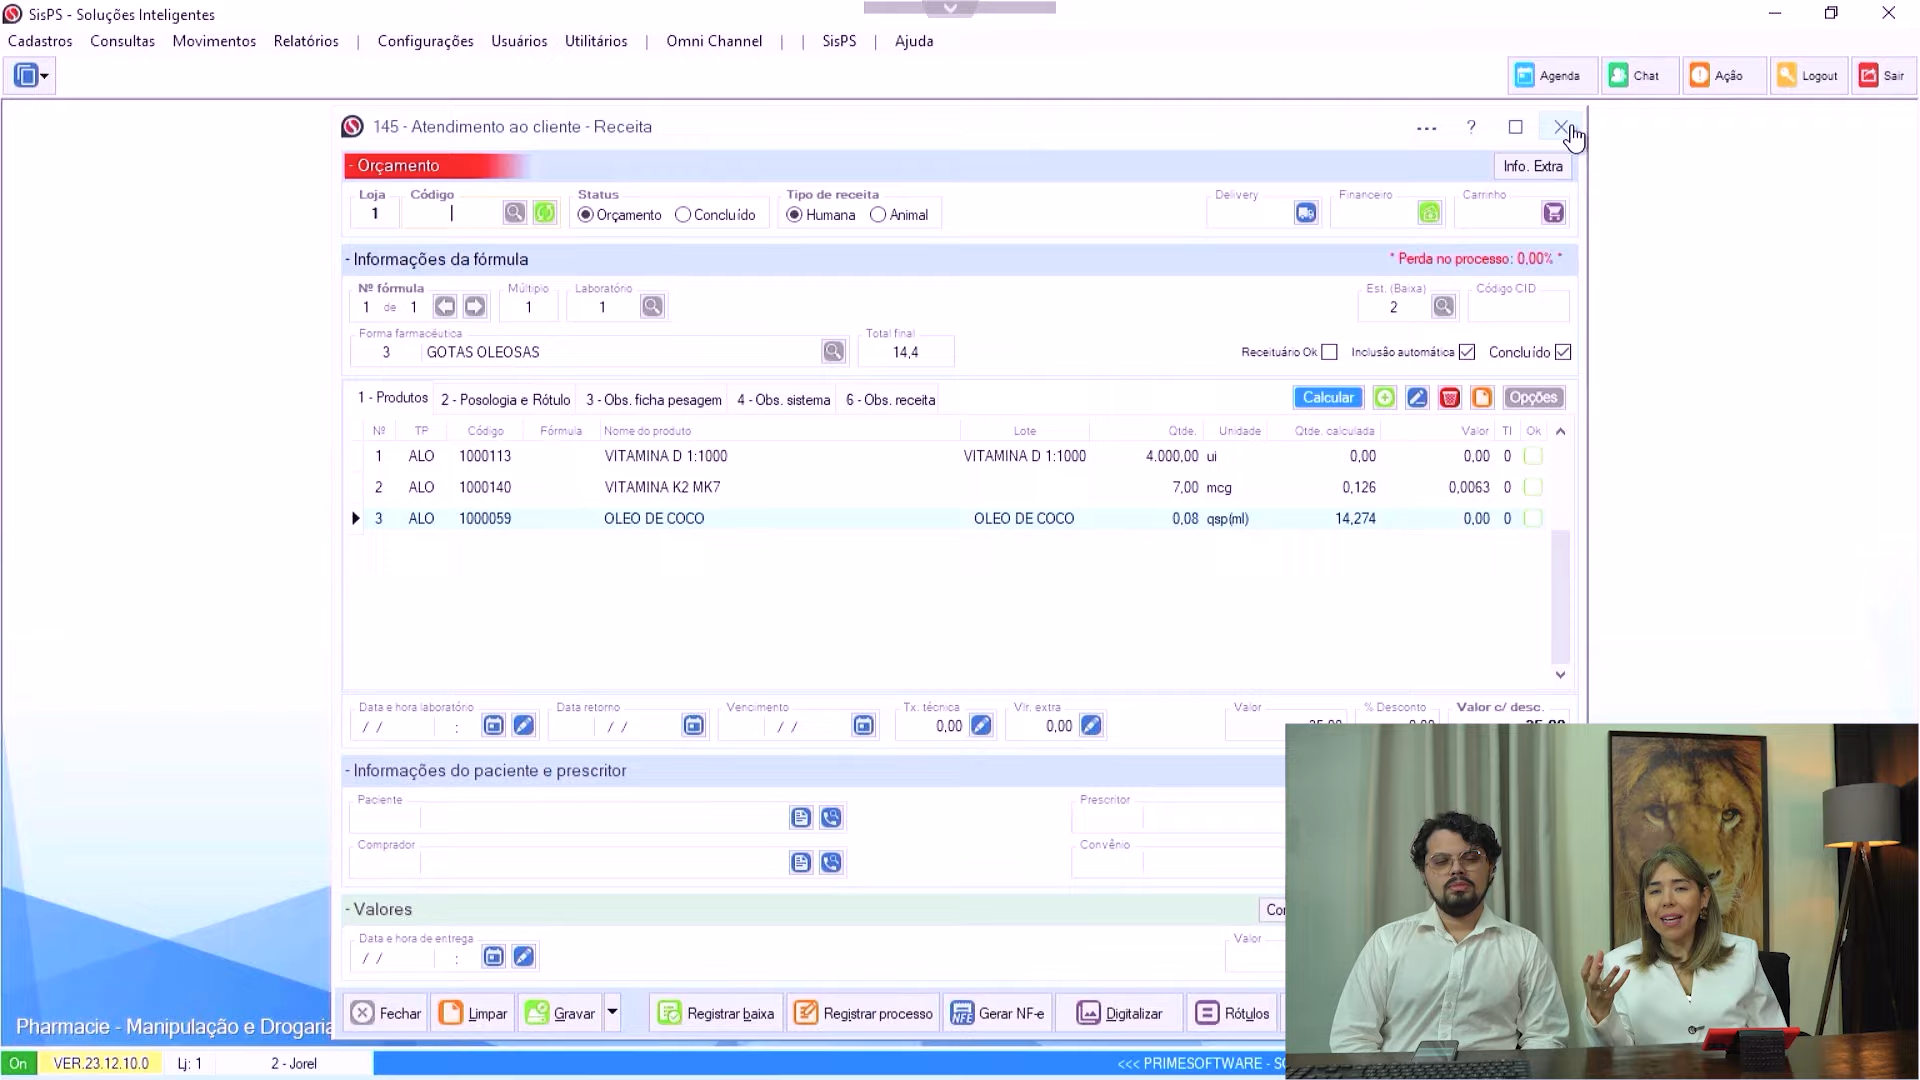 SisPS - Soluções Inteligentes
Cadastros Consultas Movimentos Relatórios | Configurações Usuários Utilitários | Omni Channel | | SisPS | Ajuda
Agenda Chat Ação Logout Sair
145 - Atendimento ao cliente - Receita
- Orçamento Info. Extra
Loja Código Status Tipo de receita Delivery Financeiro Carrinho
1 Orçamento Concluído Humana Animal
- Informações da fórmula * Perda no processo: 0,00% *
Nº fórmula Múltiplo Laboratório Est. (Baixa) Código CID
1 de 1 1 1 2
Forma farmacêutica Total final
3 GOTAS OLEOSAS 14,4 Receituário Ok Inclusão automática Concluído
1 - Produtos 2 - Posologia e Rótulo 3 - Obs. ficha pesagem 4 - Obs. sistema 6 - Obs. receita Calcular Opções
Nº TP Código Fórmula Nome do produto Lote Qtde. Unidade Qtde. calculada Valor TI Ok
1 ALO 1000113 VITAMINA D 1:1000 VITAMINA D 1:1000 4.000,00 ui 0,00 0,00 0
2 ALO 1000140 VITAMINA K2 MK7 7,00 mcg 0,126 0,0063 0
3 ALO 1000059 OLEO DE COCO OLEO DE COCO 0,08 qsp(ml) 14,274 0,00 0
Data e hora laboratório Data retorno Vencimento Tx. técnica Vlr. extra Valor % Desconto Valor c/ desc.
/ / : / / / / 0,00 0,00
- Informações do paciente e prescritor
Paciente Prescritor
Comprador Convênio
- Valores
Data e hora de entrega Valor
/ / :
Fechar Limpar Gravar Registrar baixa Registrar processo NFE Gerar NF-e Digitalizar Rótulos
Pharmacie - Manipulação e Drogaria
On VER.23.12.10.0 Lj: 1 2 - Jorel <<< PRIMESOFTWARE -